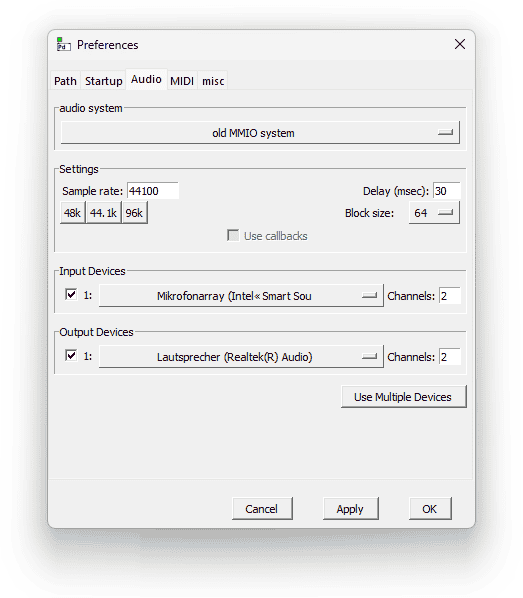 Pd Preferences
Path Startup Audio MIDI misc
audio system
old MMIO system
Settings
Sample rate: 44100 Delay (msec): 30
48k 44.1k 96k Block size: 64
Use callbacks
Input Devices
1: Mikrofonarray (Intel« Smart Sou Channels: 2
Output Devices
1: Lautsprecher (Realtek(R) Audio) Channels: 2
Use Multiple Devices
Cancel Apply OK